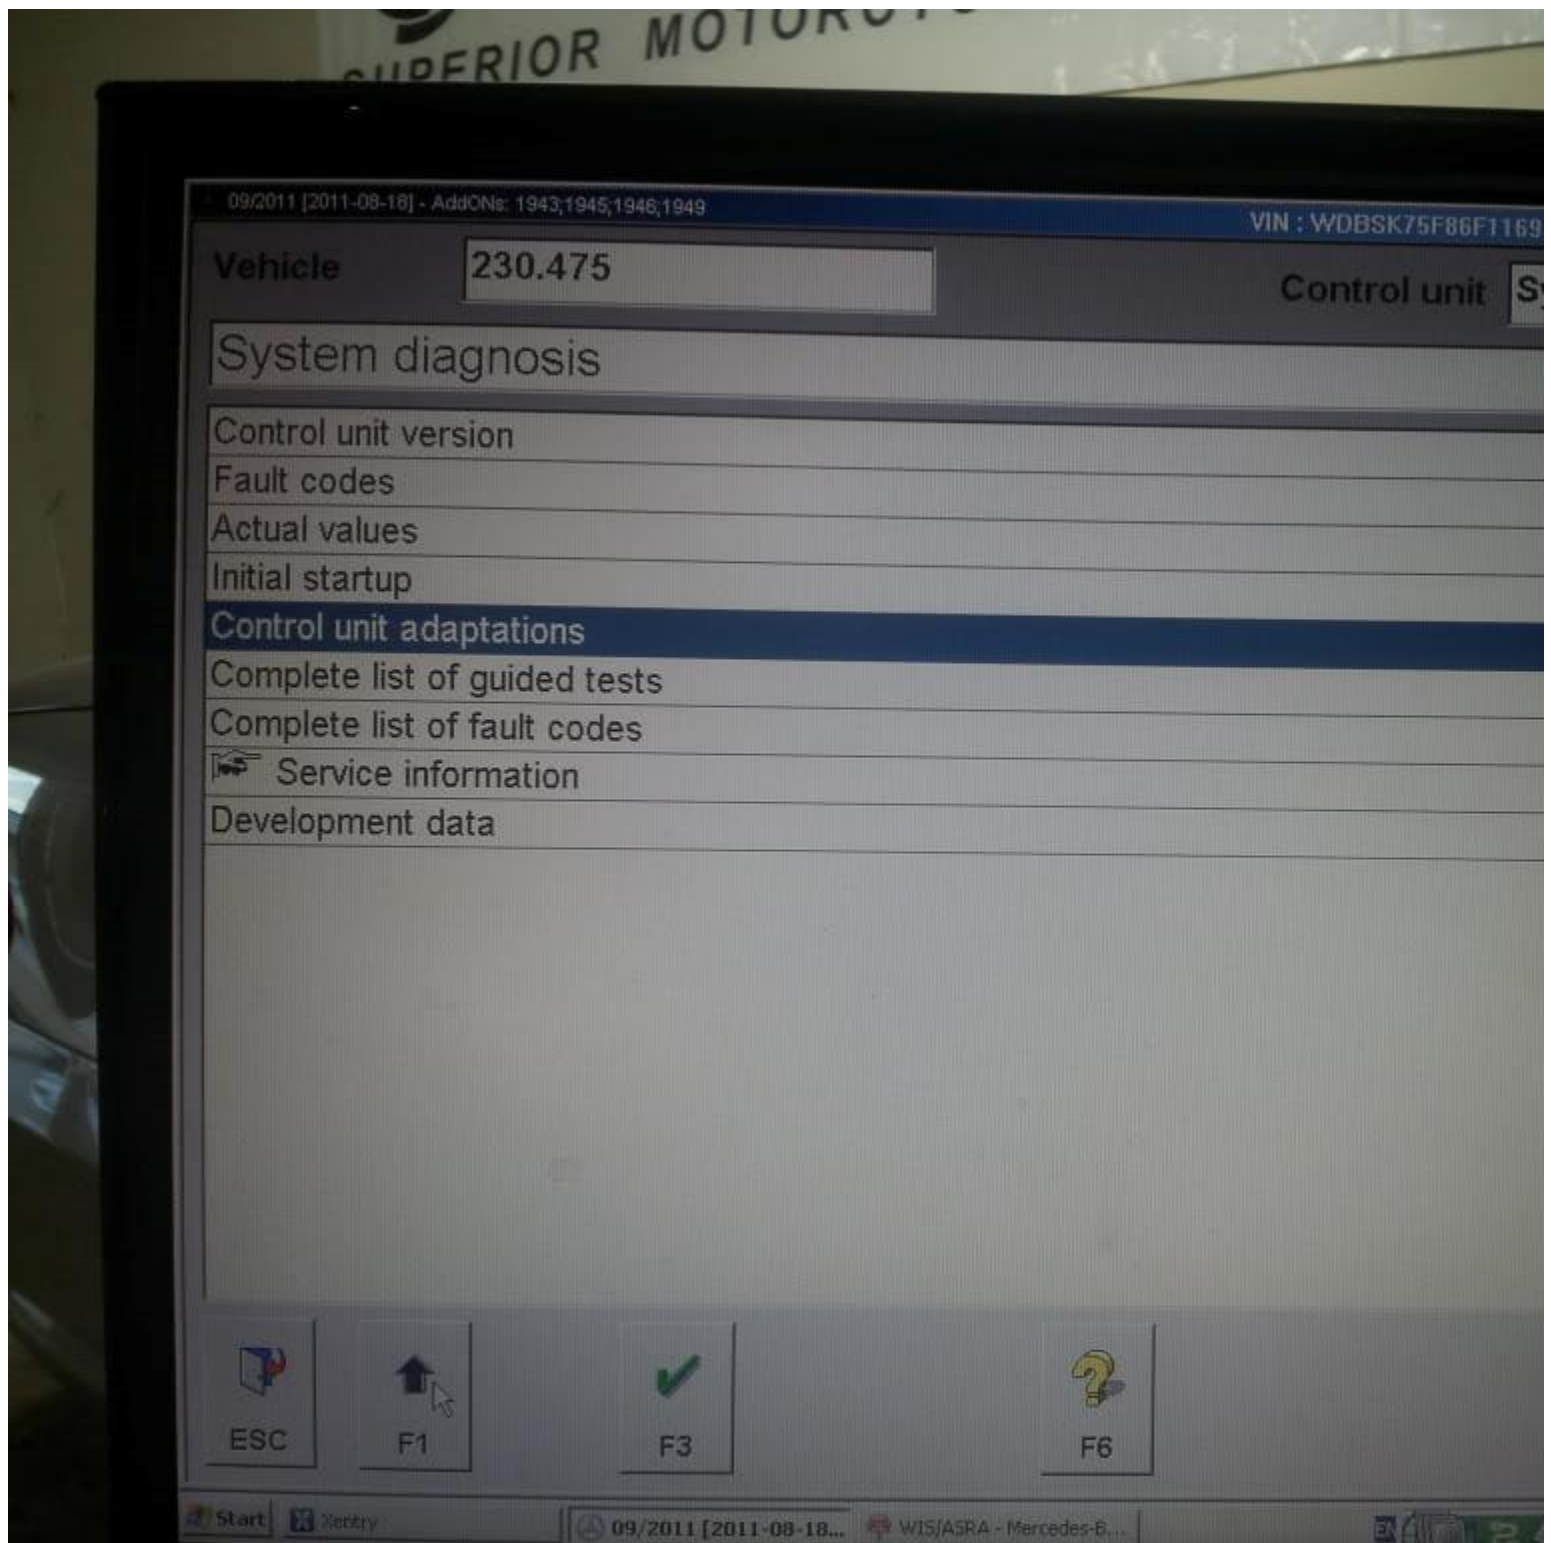 SUPERIOR MOTORC
09/2011 [2011-08-18] - AddONs: 1943;1945;1946;1949
VIN : WDBSK75F86F1169
Vehicle 230.475 Control unit Sy
System diagnosis
Control unit version
Fault codes
Actual values
Initial startup
Control unit adaptations
Complete list of guided tests
Complete list of fault codes
Service information
Development data
ESC F1 F3 F6
Start Xentry 09/2011 [2011-08-18... WIS/ASRA - Mercedes-B... EN